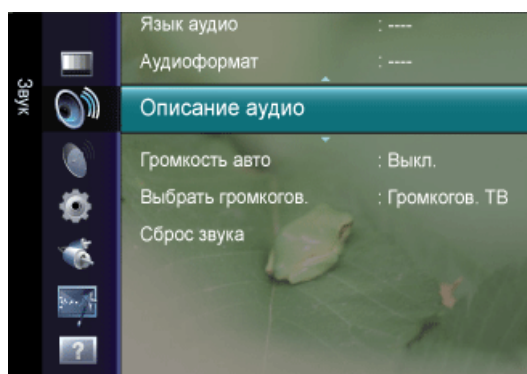 Звук
Язык аудио : ----
Аудиоформат : ----
Описание аудио
Громкость авто : Выкл.
Выбрать громкогов. : Громкогов. ТВ
Сброс звука
?